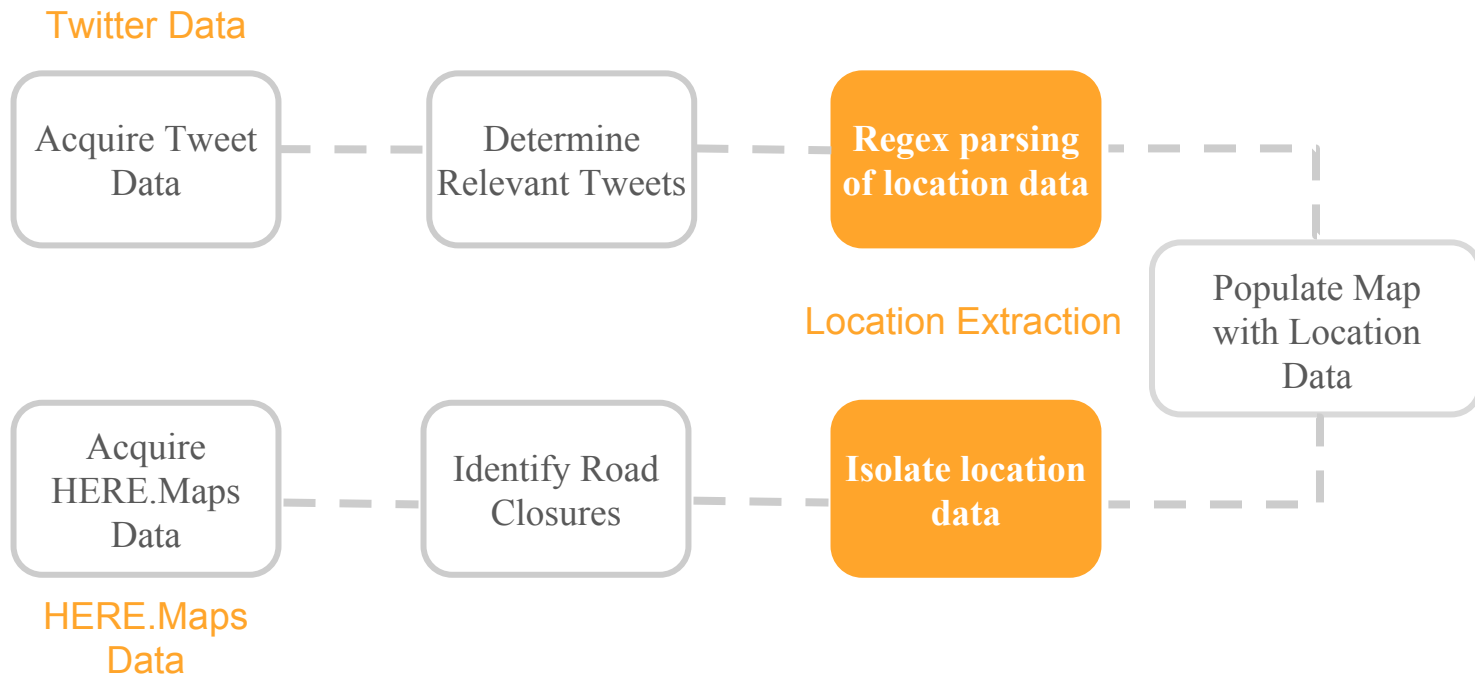 Twitter Data
Acquire Tweet
Data
Determine
Relevant Tweets
Regex parsing
of location data
Populate Map
with Location
Data
Location Extraction
Acquire
HERE.Maps
Data
Identify Road
Closures
Isolate location
data
HERE.Maps
Data